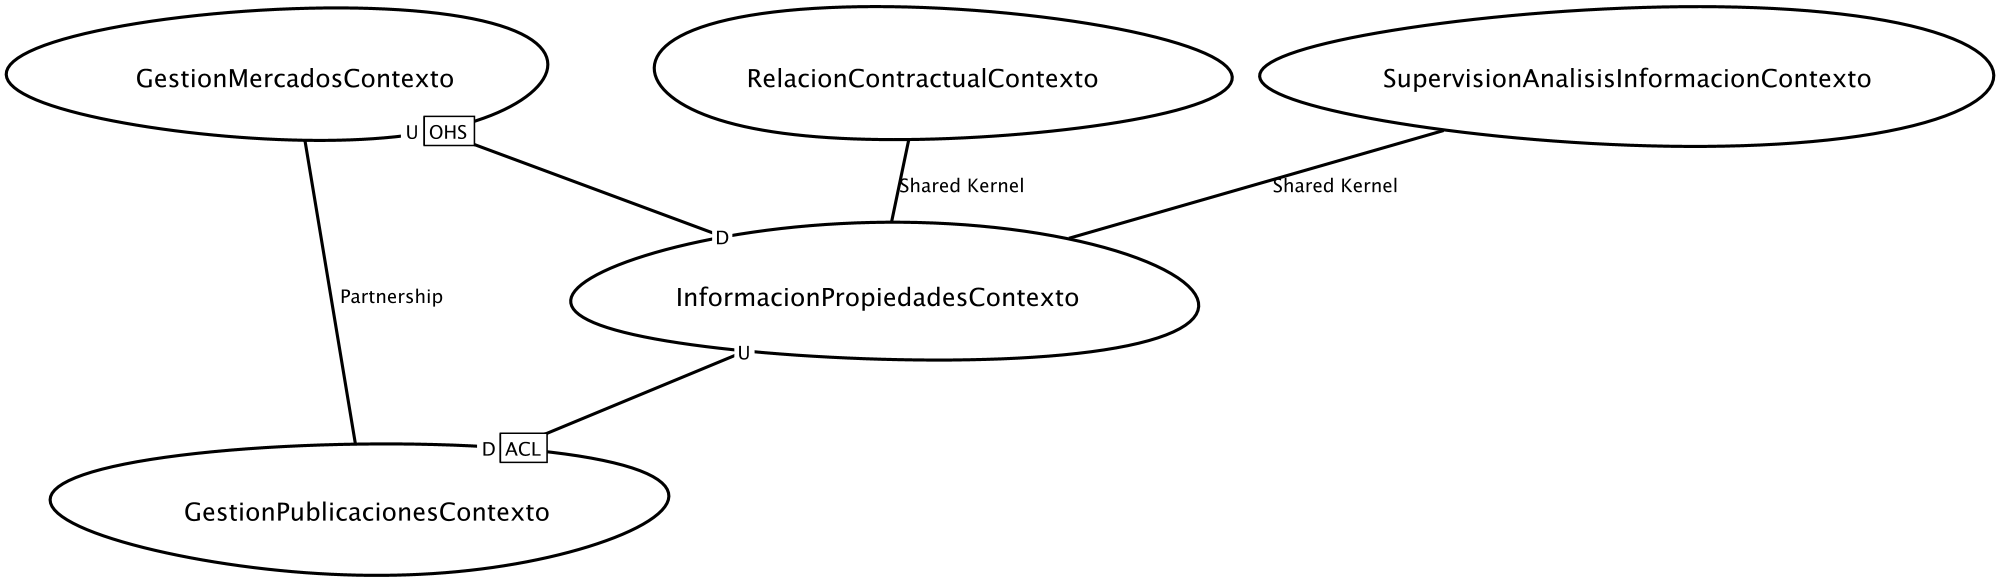 GestionMercadosContexto
RelacionContractualContexto
SupervisionAnalisisInformacionContexto
U OHS
Shared Kernel
Shared Kernel
D
Partnership
InformacionPropiedadesContexto
U
D ACL
GestionPublicacionesContexto